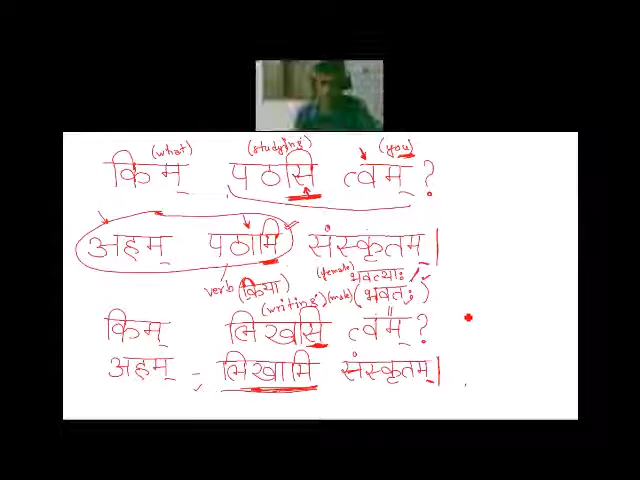 (what) (studying) (you)
किम् पठसि त्वम् ?
अहम् पठामि संस्कृतम् |
(female) भवत्याः
verb (क्रिया) (male) (भवतः)
(writing)
किम् लिखसि त्वम् ?
अहम् लिखामि संस्कृतम् |